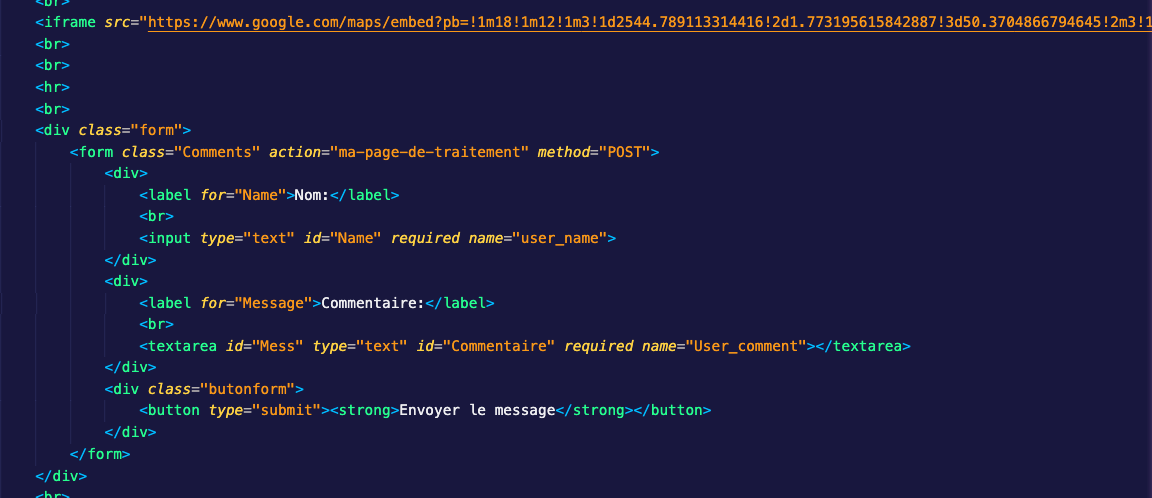 <br>
<iframe src="https://www.google.com/maps/embed?pb=!1m18!1m12!1m3!1d2544.789113314416!2d1.773195615842887!3d50.3704866794645!2m3!1
<br>
<br>
<hr>
<br>
<div class="form">
<form class="Comments" action="ma-page-de-traitement" method="POST">
<div>
<label for="Name">Nom:</label>
<br>
<input type="text" id="Name" required name="user_name">
</div>
<div>
<label for="Message">Commentaire:</label>
<br>
<textarea id="Mess" type="text" id="Commentaire" required name="User_comment"></textarea>
</div>
<div class="butonform">
<button type="submit"><strong>Envoyer le message</strong></button>
</div>
</form>
</div>
<br>